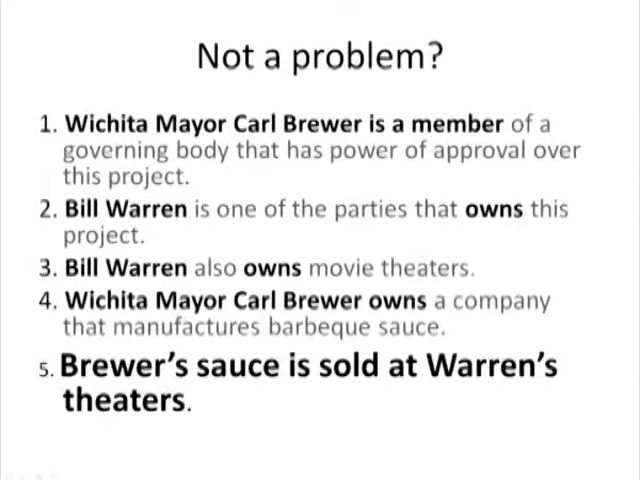 Not a problem?
1. Wichita Mayor Carl Brewer is a member of a
governing body that has power of approval over
this project.
2. Bill Warren is one of the parties that owns this
project.
3. Bill Warren also owns movie theaters.
4. Wichita Mayor Carl Brewer owns a company
that manufactures barbeque sauce.
5. Brewer’s sauce is sold at Warren’s
theaters.